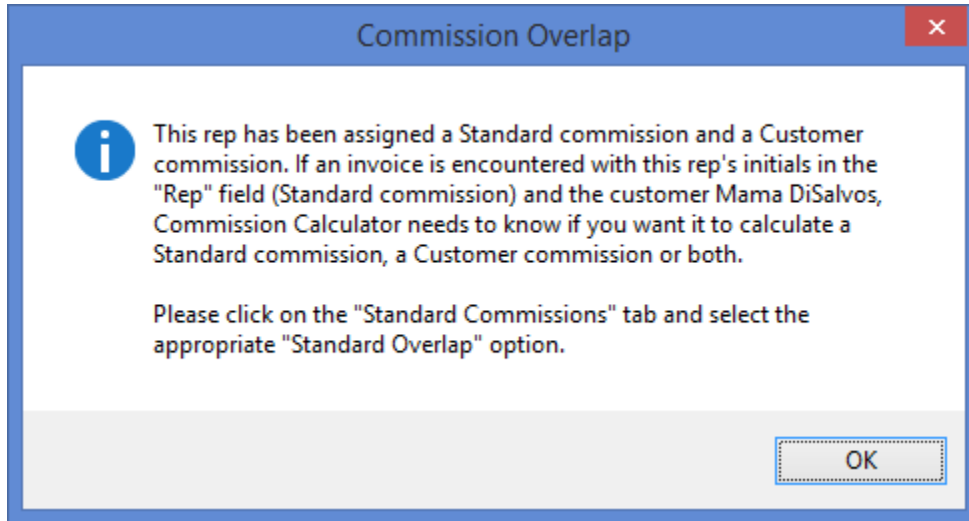 Commission Overlap
This rep has been assigned a Standard commission and a Customer
commission. If an invoice is encountered with this rep's initials in the
"Rep" field (Standard commission) and the customer Mama DiSalvos,
Commission Calculator needs to know if you want it to calculate a
Standard commission, a Customer commission or both.
Please click on the "Standard Commissions" tab and select the
appropriate "Standard Overlap" option.
OK